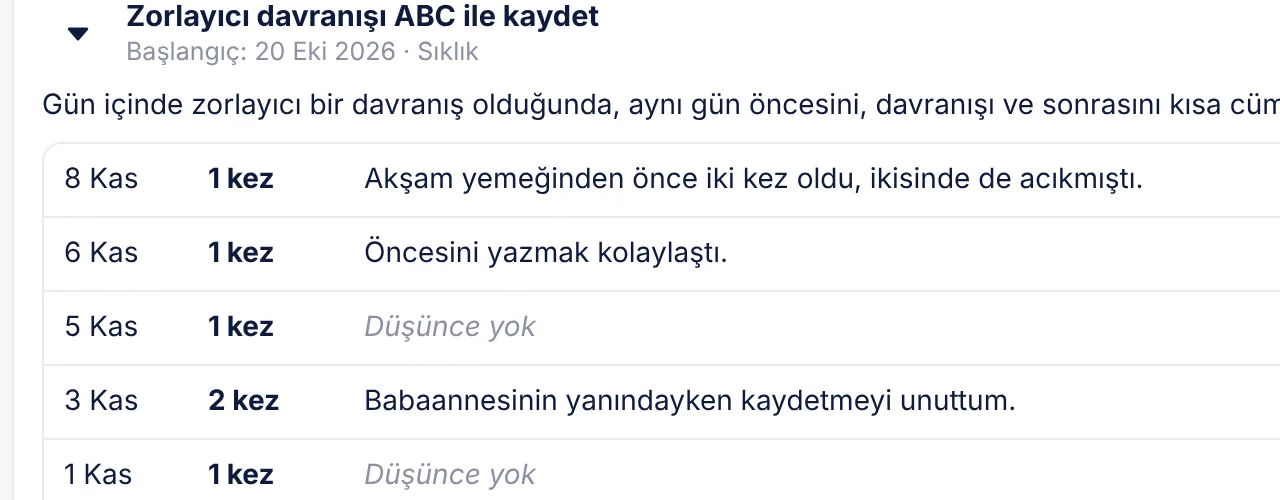 Zorlayıcı davranışı ABC ile kaydet
Başlangıç: 20 Eki 2026 · Sıklık
Gün içinde zorlayıcı bir davranış olduğunda, aynı gün öncesini, davranışı ve sonrasını kısa
8 Kas 1 kez Akşam yemeğinden önce iki kez oldu, ikisinde de acıkmıştı.
6 Kas 1 kez Öncesini yazmak kolaylaştı.
5 Kas 1 kez Düşünce yok
3 Kas 2 kez Babaannesinin yanındayken kaydetmeyi unuttum.
1 Kas 1 kez Düşünce yok